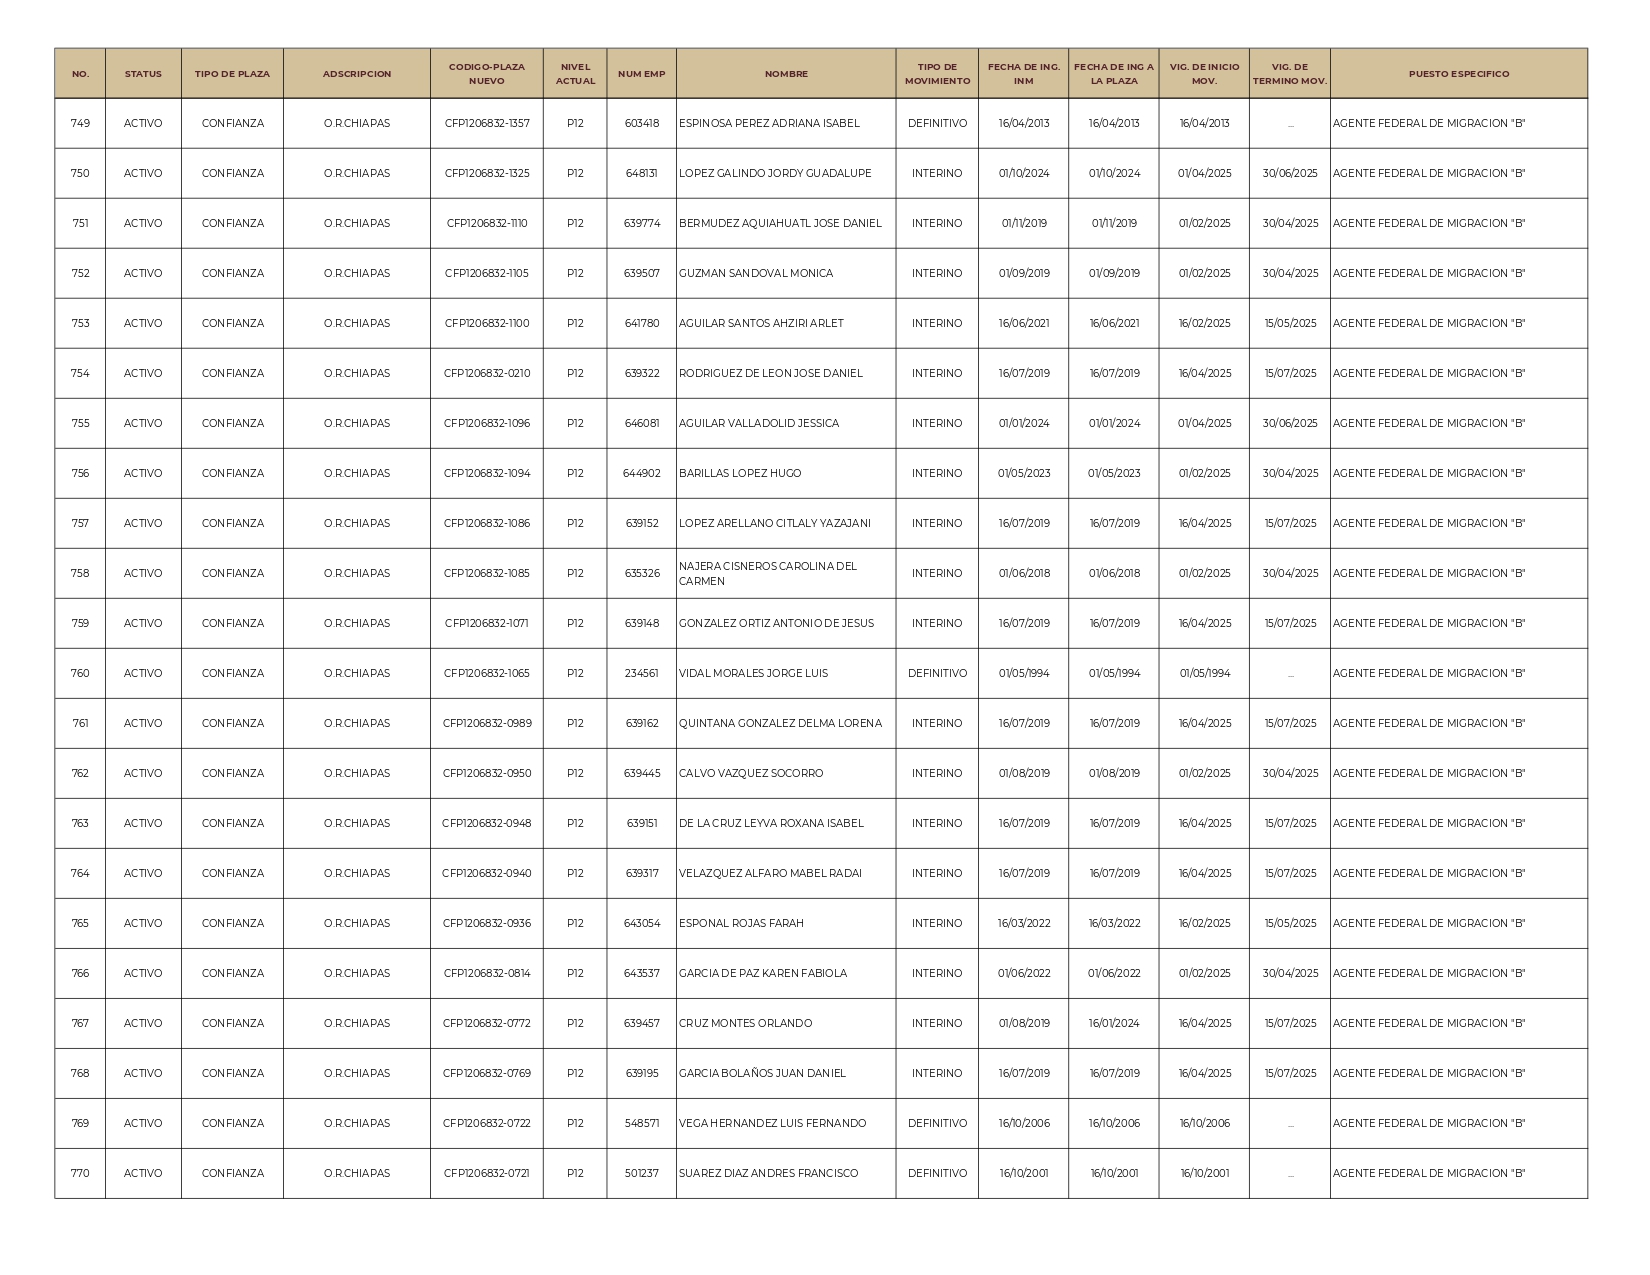 NO. STATUS TIPO DE PLAZA ADSCRIPCION CODIGO-PLAZA NUEVO NIVEL ACTUAL NUM EMP NOMBRE TIPO DE MOVIMIENTO FECHA DE ING. INM FECHA DE ING A LA PLAZA VIG. DE INICIO MOV. VIG. DE TERMINO MOV. PUESTO ESPECIFICO
749 ACTIVO CONFIANZA O.R.CHIAPAS CFP1206832-1357 P12 603418 ESPINOSA PEREZ ADRIANA ISABEL DEFINITIVO 16/04/2013 16/04/2013 16/04/2013 ... AGENTE FEDERAL DE MIGRACION "B"
750 ACTIVO CONFIANZA O.R.CHIAPAS CFP1206832-1325 P12 648131 LOPEZ GALINDO JORDY GUADALUPE INTERINO 01/10/2024 01/10/2024 01/04/2025 30/06/2025 AGENTE FEDERAL DE MIGRACION "B"
751 ACTIVO CONFIANZA O.R.CHIAPAS CFP1206832-1110 P12 639774 BERMUDEZ AQUIAHUATL JOSE DANIEL INTERINO 01/11/2019 01/11/2019 01/02/2025 30/04/2025 AGENTE FEDERAL DE MIGRACION "B"
752 ACTIVO CONFIANZA O.R.CHIAPAS CFP1206832-1105 P12 639507 GUZMAN SANDOVAL MONICA INTERINO 01/09/2019 01/09/2019 01/02/2025 30/04/2025 AGENTE FEDERAL DE MIGRACION "B"
753 ACTIVO CONFIANZA O.R.CHIAPAS CFP1206832-1100 P12 641780 AGUILAR SANTOS AHZIRI ARLET INTERINO 16/06/2021 16/06/2021 16/02/2025 15/05/2025 AGENTE FEDERAL DE MIGRACION "B"
754 ACTIVO CONFIANZA O.R.CHIAPAS CFP1206832-0210 P12 639322 RODRIGUEZ DE LEON JOSE DANIEL INTERINO 16/07/2019 16/07/2019 16/04/2025 15/07/2025 AGENTE FEDERAL DE MIGRACION "B"
755 ACTIVO CONFIANZA O.R.CHIAPAS CFP1206832-1096 P12 646081 AGUILAR VALLADOLID JESSICA INTERINO 01/01/2024 01/01/2024 01/04/2025 30/06/2025 AGENTE FEDERAL DE MIGRACION "B"
756 ACTIVO CONFIANZA O.R.CHIAPAS CFP1206832-1094 P12 644902 BARILLAS LOPEZ HUGO INTERINO 01/05/2023 01/05/2023 01/02/2025 30/04/2025 AGENTE FEDERAL DE MIGRACION "B"
757 ACTIVO CONFIANZA O.R.CHIAPAS CFP1206832-1086 P12 639152 LOPEZ ARELLANO CITLALY YAZAJANI INTERINO 16/07/2019 16/07/2019 16/04/2025 15/07/2025 AGENTE FEDERAL DE MIGRACION "B"
758 ACTIVO CONFIANZA O.R.CHIAPAS CFP1206832-1085 P12 635326 NAJERA CISNEROS CAROLINA DEL CARMEN INTERINO 01/06/2018 01/06/2018 01/02/2025 30/04/2025 AGENTE FEDERAL DE MIGRACION "B"
759 ACTIVO CONFIANZA O.R.CHIAPAS CFP1206832-1071 P12 639148 GONZALEZ ORTIZ ANTONIO DE JESUS INTERINO 16/07/2019 16/07/2019 16/04/2025 15/07/2025 AGENTE FEDERAL DE MIGRACION "B"
760 ACTIVO CONFIANZA O.R.CHIAPAS CFP1206832-1065 P12 234561 VIDAL MORALES JORGE LUIS DEFINITIVO 01/05/1994 01/05/1994 01/05/1994 ... AGENTE FEDERAL DE MIGRACION "B"
761 ACTIVO CONFIANZA O.R.CHIAPAS CFP1206832-0989 P12 639162 QUINTANA GONZALEZ DELMA LORENA INTERINO 16/07/2019 16/07/2019 16/04/2025 15/07/2025 AGENTE FEDERAL DE MIGRACION "B"
762 ACTIVO CONFIANZA O.R.CHIAPAS CFP1206832-0950 P12 639445 CALVO VAZQUEZ SOCORRO INTERINO 01/08/2019 01/08/2019 01/02/2025 30/04/2025 AGENTE FEDERAL DE MIGRACION "B"
763 ACTIVO CONFIANZA O.R.CHIAPAS CFP1206832-0948 P12 639151 DE LA CRUZ LEYVA ROXANA ISABEL INTERINO 16/07/2019 16/07/2019 16/04/2025 15/07/2025 AGENTE FEDERAL DE MIGRACION "B"
764 ACTIVO CONFIANZA O.R.CHIAPAS CFP1206832-0940 P12 639317 VELAZQUEZ ALFARO MABEL RADAI INTERINO 16/07/2019 16/07/2019 16/04/2025 15/07/2025 AGENTE FEDERAL DE MIGRACION "B"
765 ACTIVO CONFIANZA O.R.CHIAPAS CFP1206832-0936 P12 643054 ESPONAL ROJAS FARAH INTERINO 16/03/2022 16/03/2022 16/02/2025 15/05/2025 AGENTE FEDERAL DE MIGRACION "B"
766 ACTIVO CONFIANZA O.R.CHIAPAS CFP1206832-0814 P12 643537 GARCIA DE PAZ KAREN FABIOLA INTERINO 01/06/2022 01/06/2022 01/02/2025 30/04/2025 AGENTE FEDERAL DE MIGRACION "B"
767 ACTIVO CONFIANZA O.R.CHIAPAS CFP1206832-0772 P12 639457 CRUZ MONTES ORLANDO INTERINO 01/08/2019 16/01/2024 16/04/2025 15/07/2025 AGENTE FEDERAL DE MIGRACION "B"
768 ACTIVO CONFIANZA O.R.CHIAPAS CFP1206832-0769 P12 639195 GARCIA BOLAÑOS JUAN DANIEL INTERINO 16/07/2019 16/07/2019 16/04/2025 15/07/2025 AGENTE FEDERAL DE MIGRACION "B"
769 ACTIVO CONFIANZA O.R.CHIAPAS CFP1206832-0722 P12 548571 VEGA HERNANDEZ LUIS FERNANDO DEFINITIVO 16/10/2006 16/10/2006 16/10/2006 ... AGENTE FEDERAL DE MIGRACION "B"
770 ACTIVO CONFIANZA O.R.CHIAPAS CFP1206832-0721 P12 501237 SUAREZ DIAZ ANDRES FRANCISCO DEFINITIVO 16/10/2001 16/10/2001 16/10/2001 ... AGENTE FEDERAL DE MIGRACION "B"